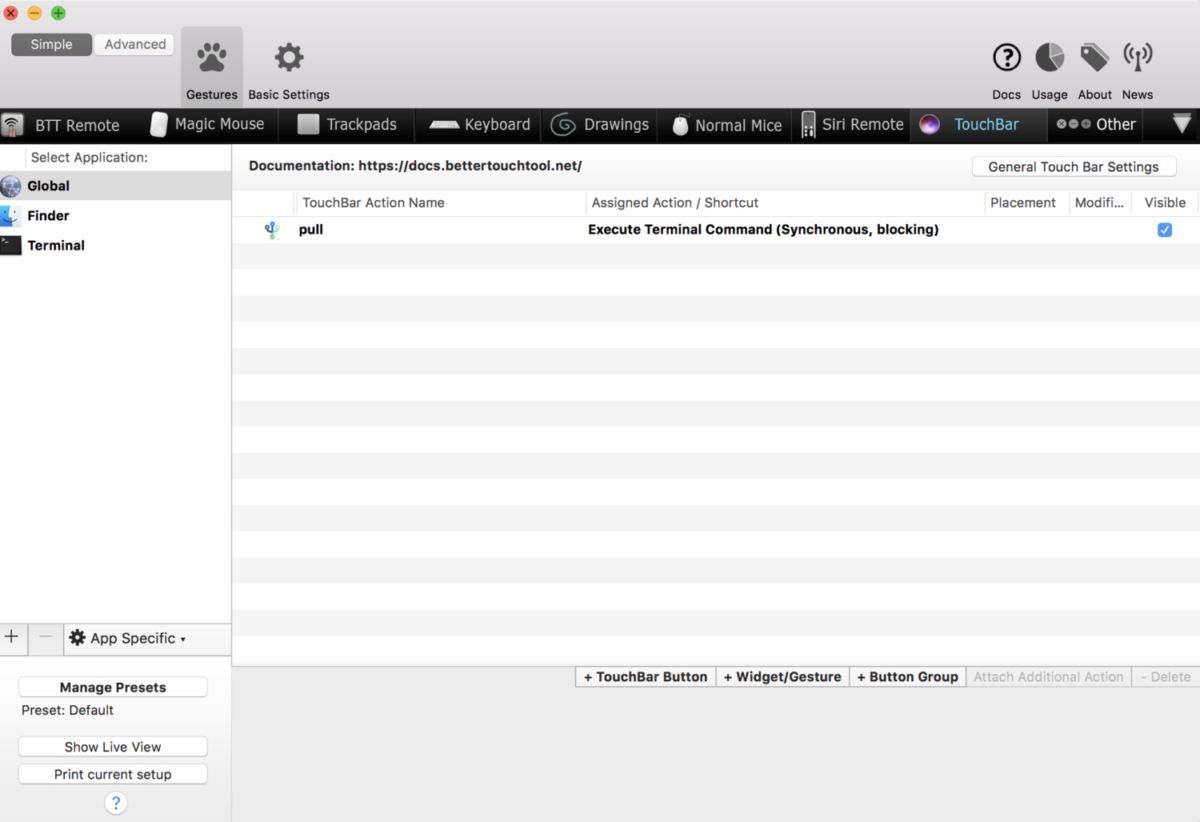 Simple
Advanced
Gestures
Basic Settings
Docs
Usage
About
News
BTT Remote
Magic Mouse
Trackpads
Keyboard
Drawings
Normal Mice
Siri Remote
TouchBar
Other
Select Application:
Global
Finder
Terminal
Documentation: https://docs.bettertouchtool.net/
General Touch Bar Settings
TouchBar Action Name
Assigned Action / Shortcut
Placement
Modifi...
Visible
pull
Execute Terminal Command (Synchronous, blocking)
App Specific
+ TouchBar Button
+ Widget/Gesture
+ Button Group
Attach Additional Action
- Delete
Manage Presets
Preset: Default
Show Live View
Print current setup
?